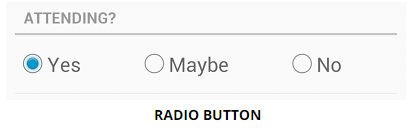 ATTENDING?
Yes Maybe No
RADIO BUTTON